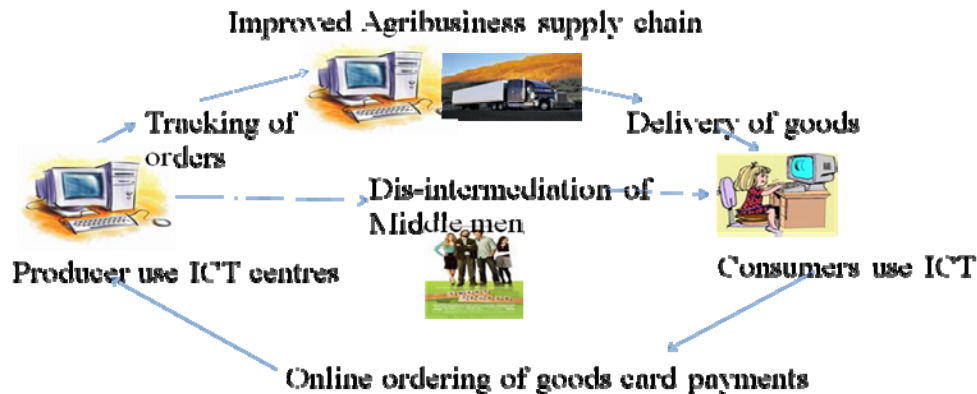 Improved Agribusiness supply chain
Tracking of
orders
Delivery of goods
Dis-intermediation of
Middle men
Producer use ICT centres
Consumers use ICT
Online ordering of goods card payments